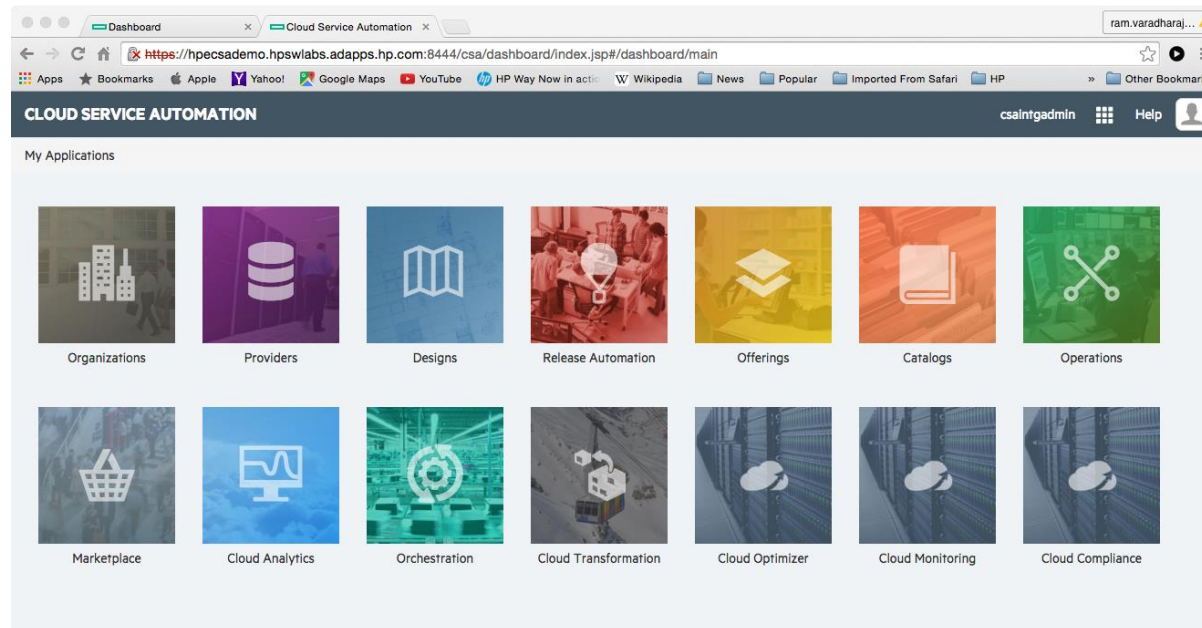 Dashboard
Cloud Service Automation
ram.varadharaj...
https://hpecsademo.hpswlabs.adapps.hp.com:8444/csa/dashboard/index.jsp#/dashboard/main
Apps Bookmarks Apple Yahoo! Google Maps YouTube HP Way Now in actio Wikipedia News Popular Imported From Safari HP » Other Bookmar
CLOUD SERVICE AUTOMATION csaintgadmin Help
My Applications
Organizations Providers Designs Release Automation Offerings Catalogs Operations
Marketplace Cloud Analytics Orchestration Cloud Transformation Cloud Optimizer Cloud Monitoring Cloud Compliance